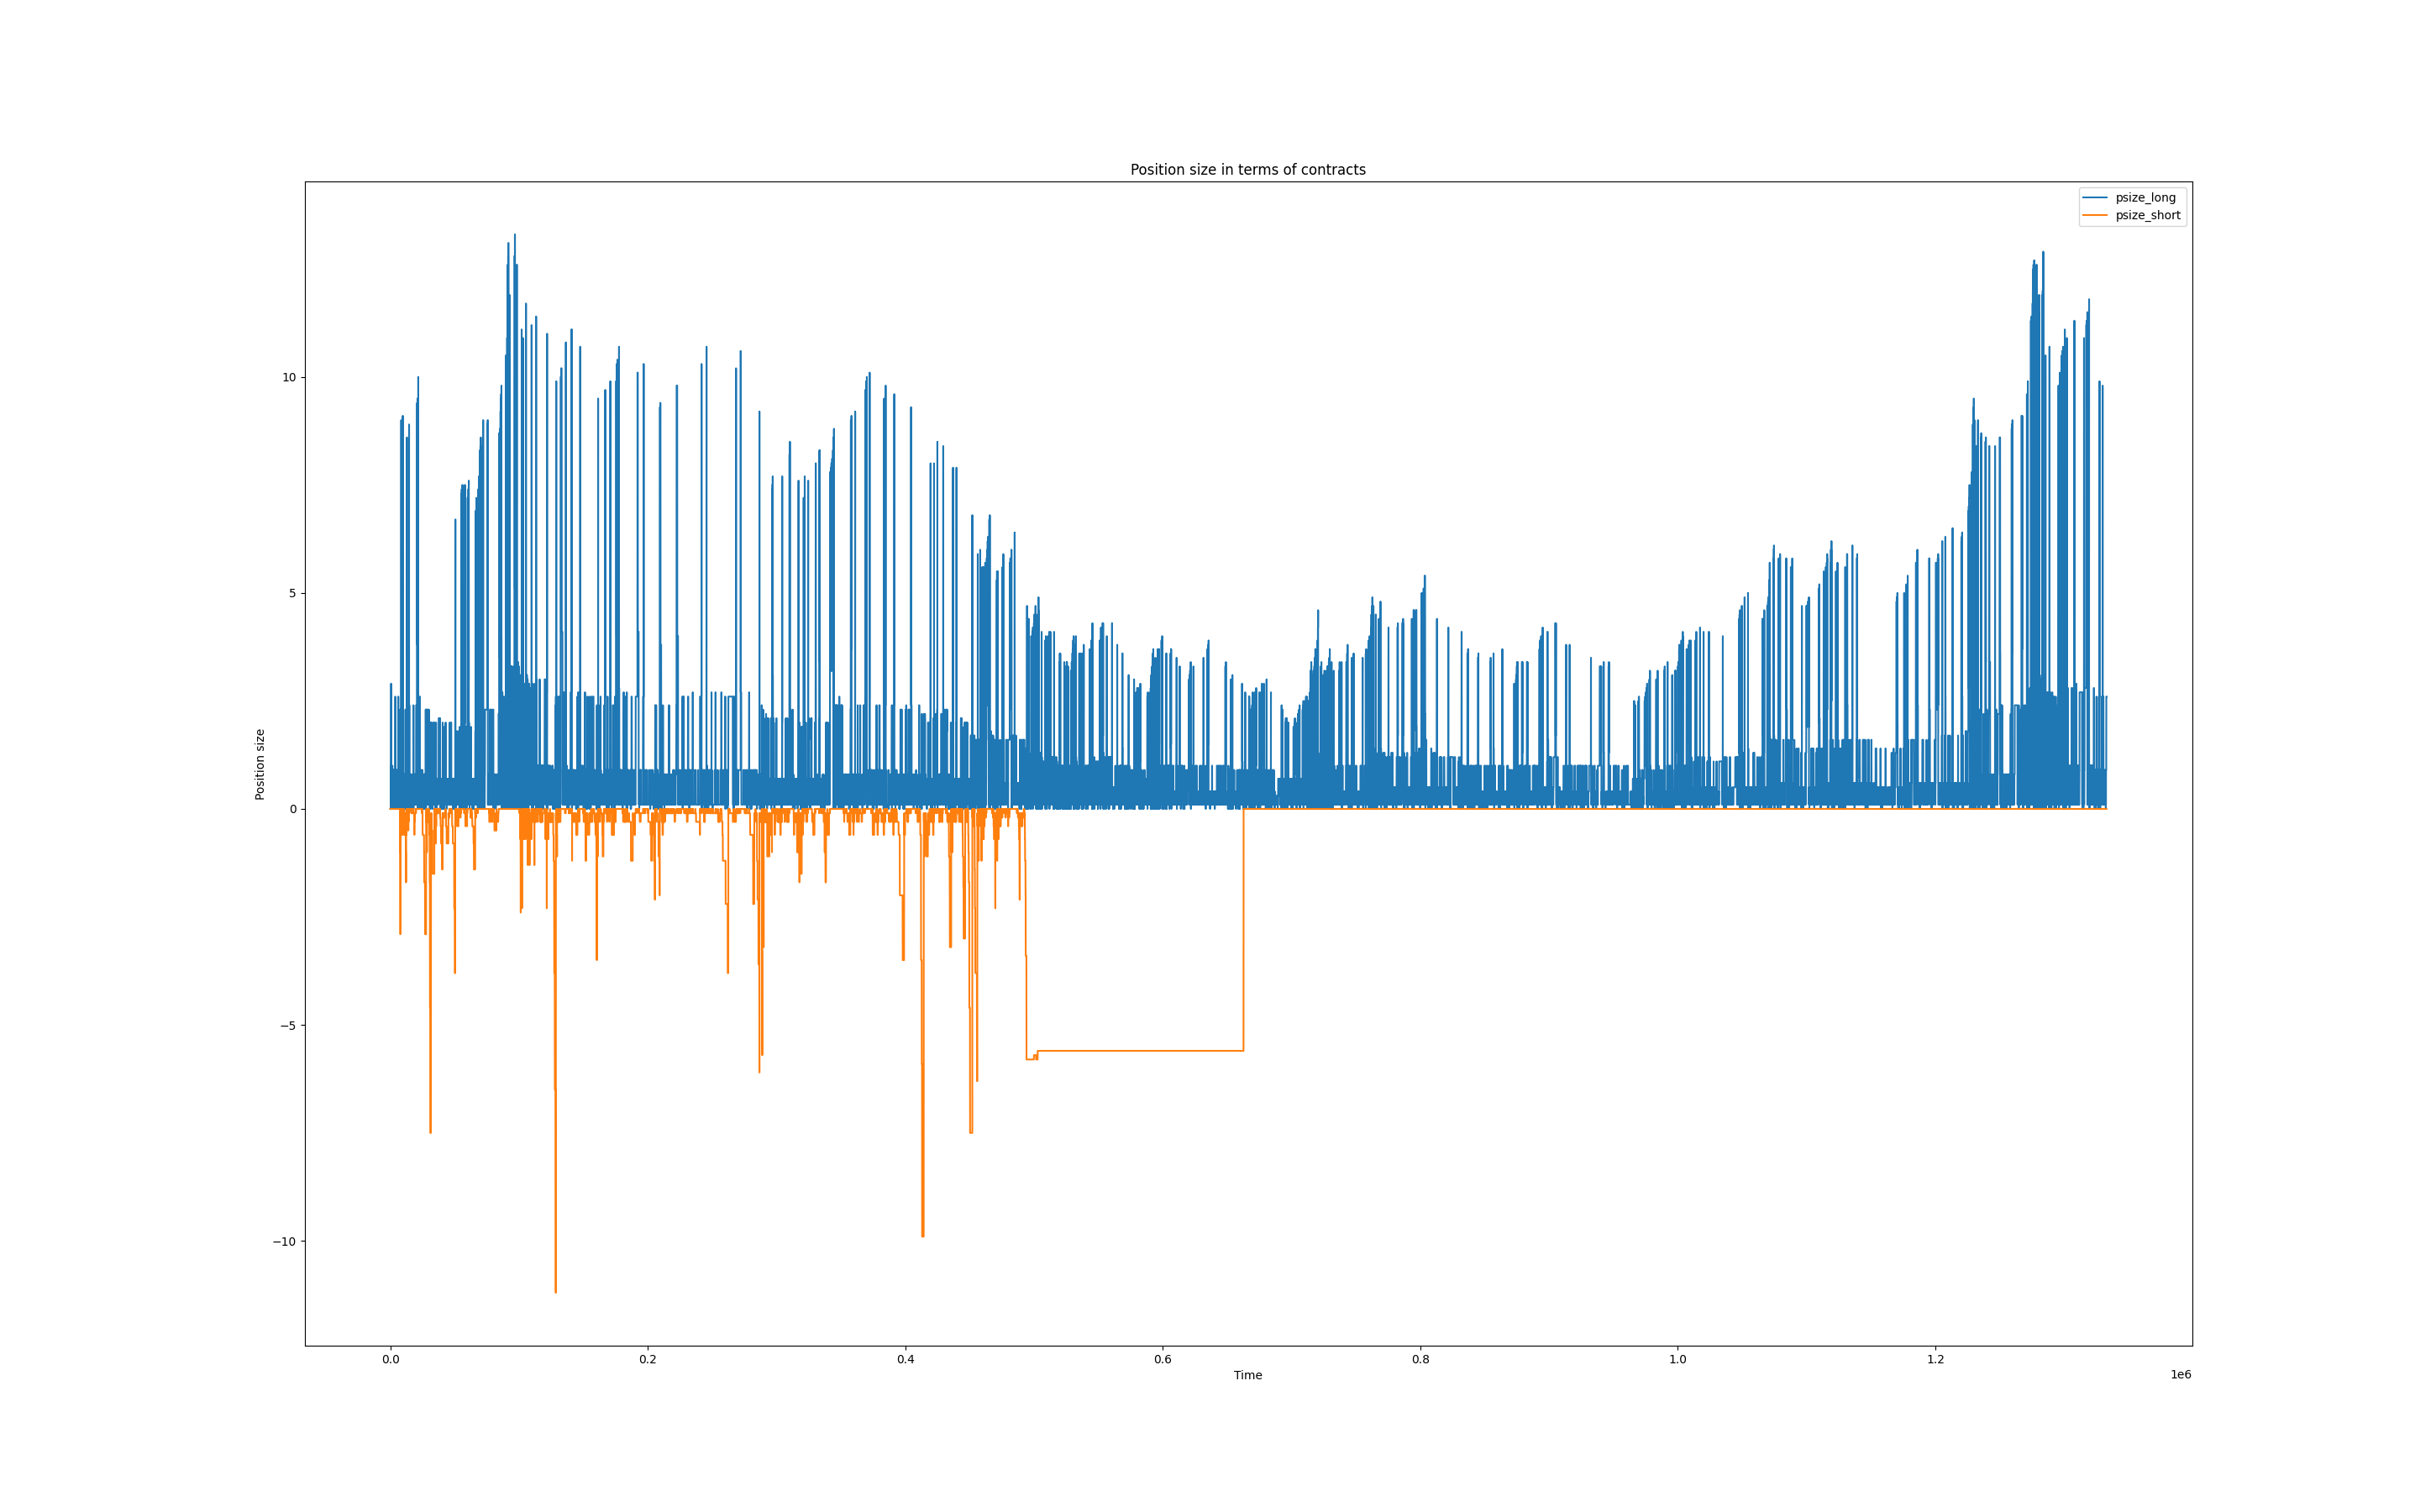 Position size in terms of contracts
psize_long
psize_short
Position size
10
5
0
−5
−10
0.0
0.2
0.4
0.6
0.8
1.0
1.2
1e6
Time